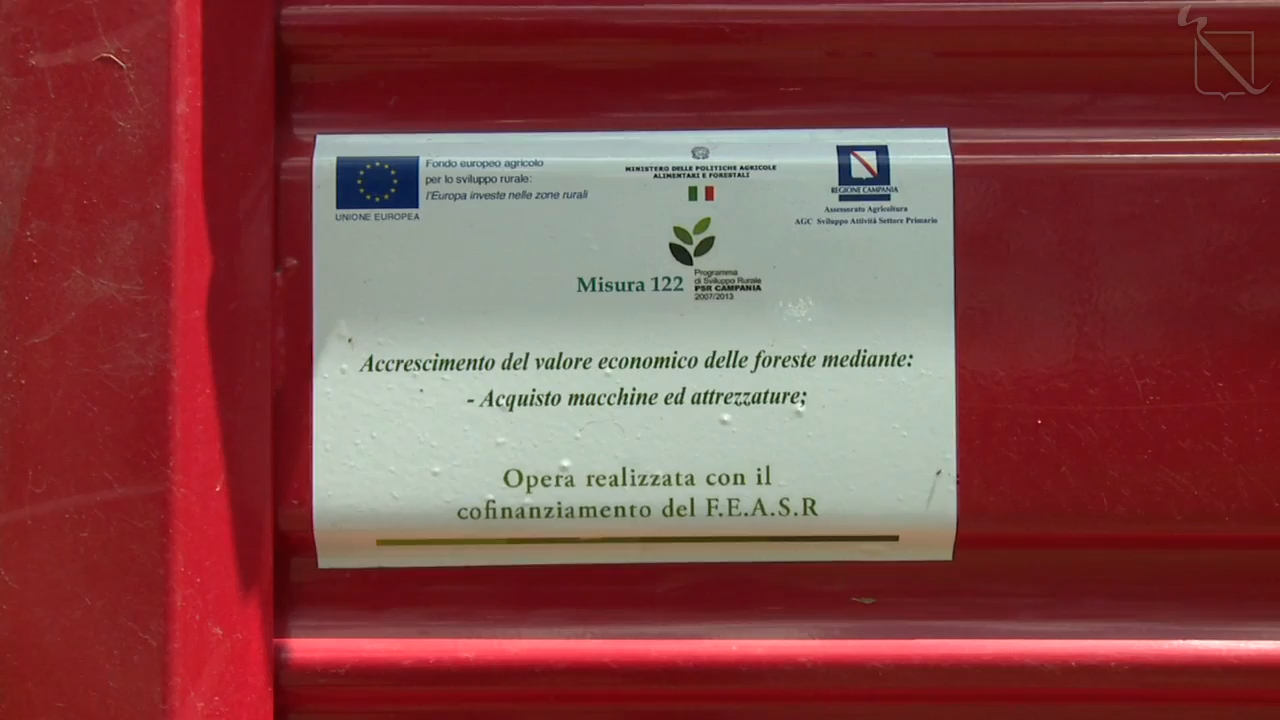 Fondo europeo agricolo
per lo sviluppo rurale:
l'Europa investe nelle zone rurali
UNIONE EUROPEA
MINISTERO DELLE POLITICHE AGRICOLE
ALIMENTARI E FORESTALI
REGIONE CAMPANIA
Assessorato Agricoltura
AGC Sviluppo Attività Settore Primario
Misura 122
Programma
di Sviluppo Rurale
PSR CAMPANIA
2007/2013
Accrescimento del valore economico delle foreste mediante:
- Acquisto macchine ed attrezzature;
Opera realizzata con il
cofinanziamento del F.E.A.S.R